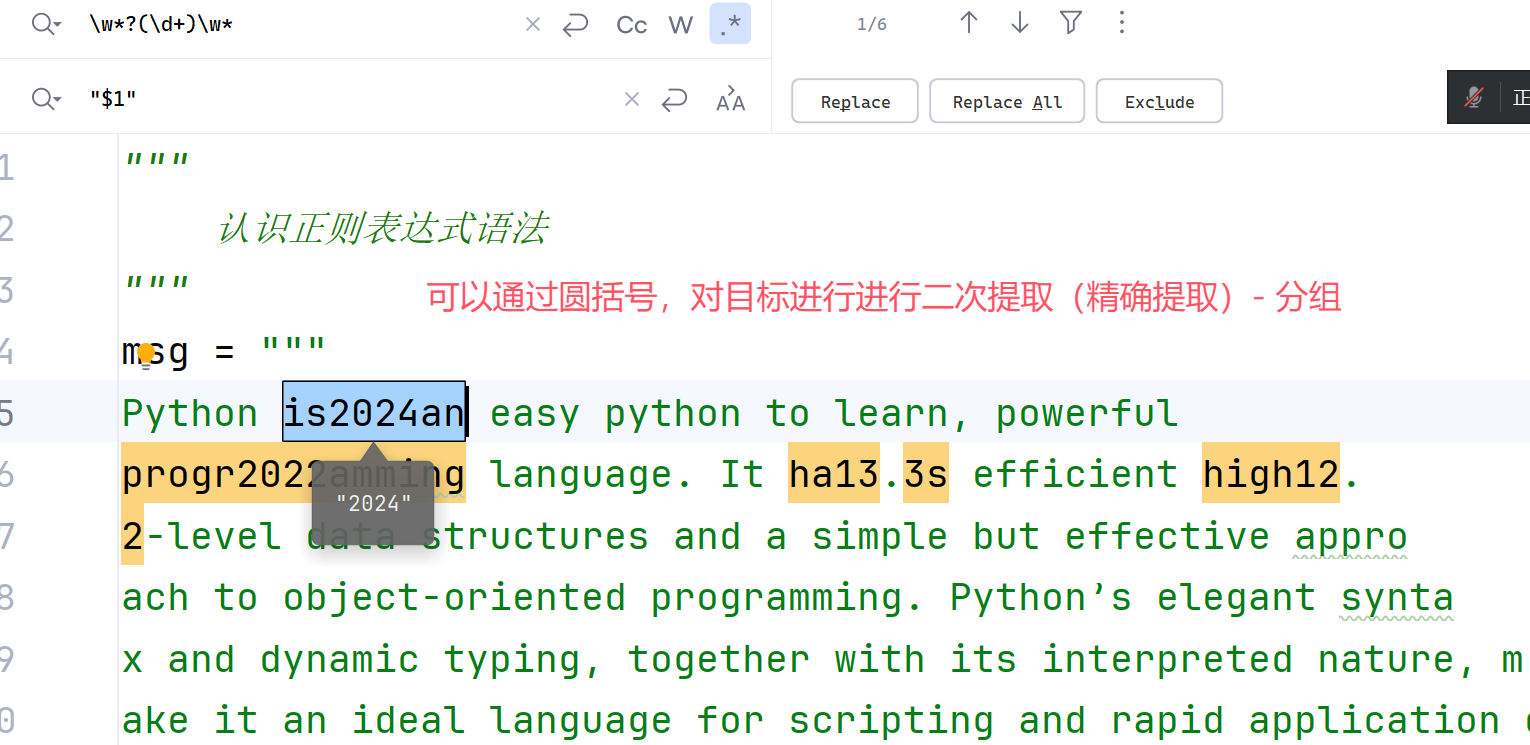 \w*?(\d+)\w*
Cc W .* 1/6
"$1"
Replace Replace All Exclude
正
1 """
2 认识正则表达式语法
3 """
可以通过圆括号，对目标进行进行二次提取（精确提取）- 分组
4 msg = """
5 Python is2024an easy python to learn, powerful
6 progr2022amming language. It ha13.3s efficient high12.
"2024"
7 2-level data structures and a simple but effective appro
8 ach to object-oriented programming. Python’s elegant synta
9 x and dynamic typing, together with its interpreted nature, m
0 ake it an ideal language for scripting and rapid application